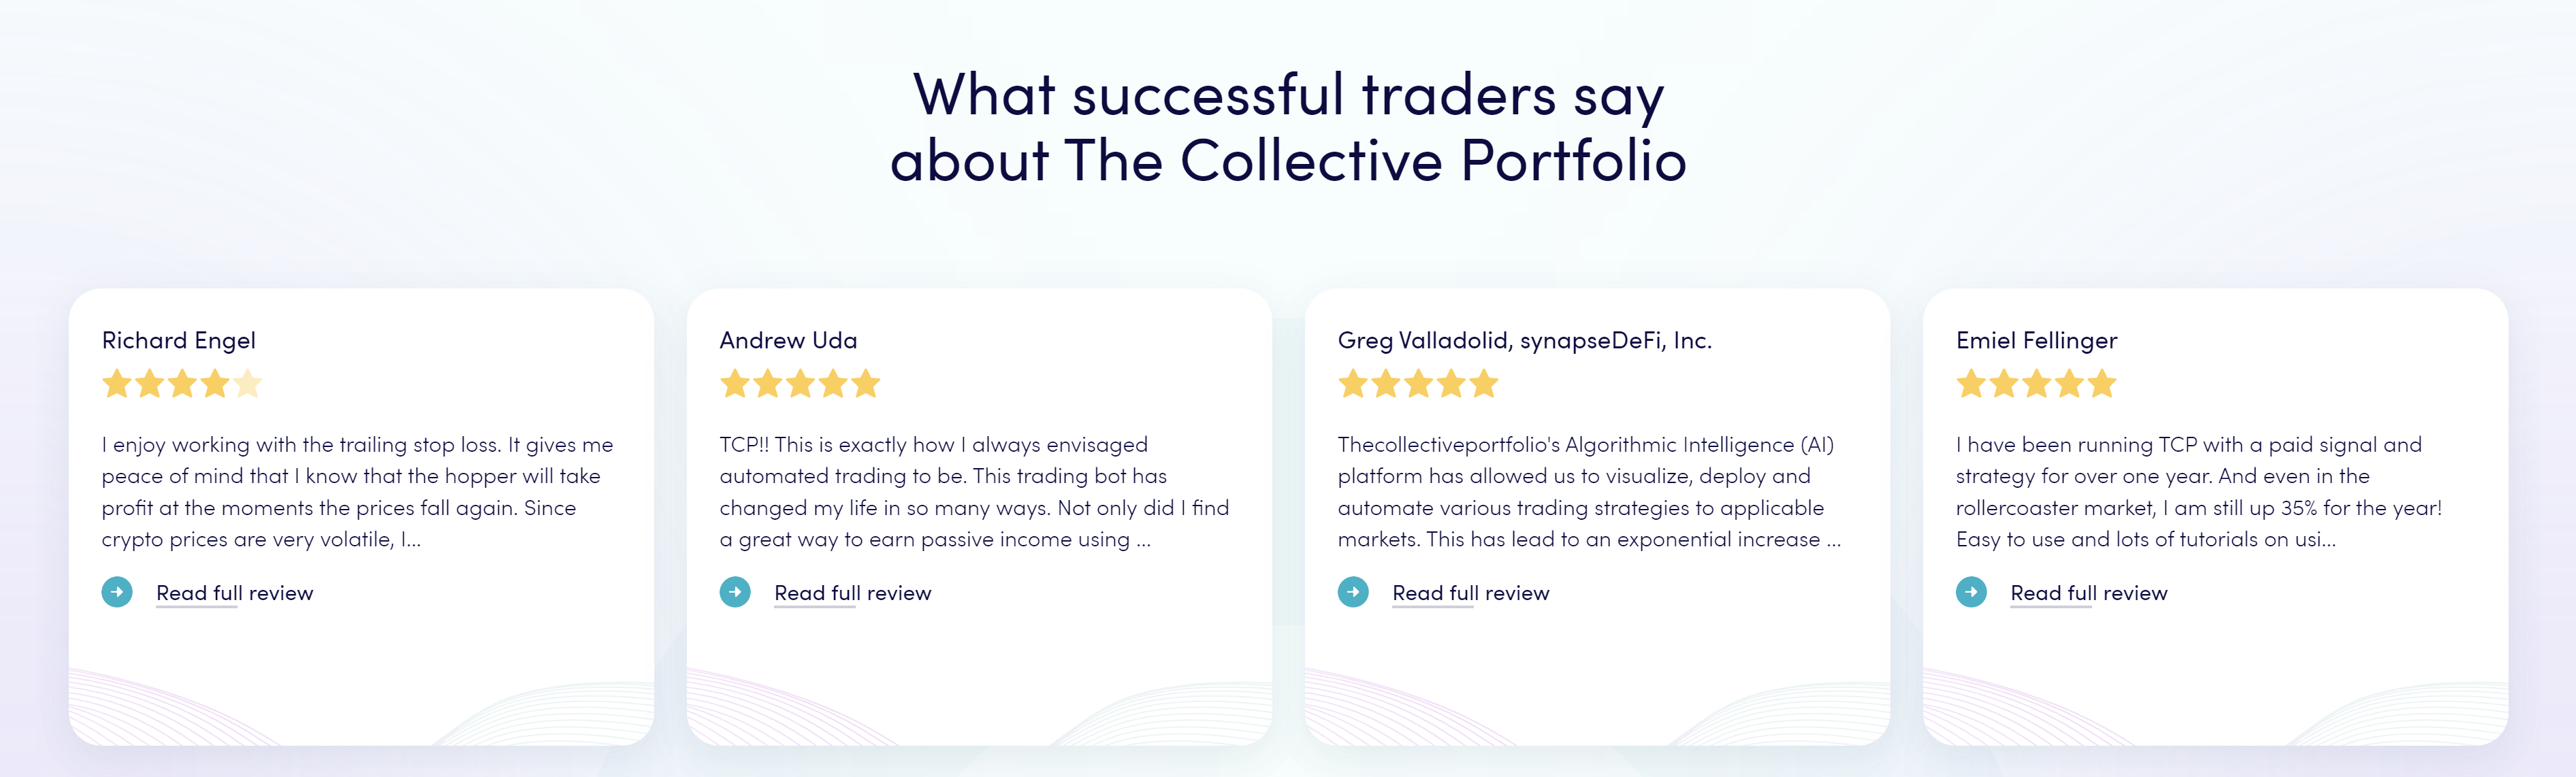 What successful traders say
about The Collective Portfolio
Richard Engel
I enjoy working with the trailing stop loss. It gives me
peace of mind that I know that the hopper will take
profit at the moments the prices fall again. Since
crypto prices are very volatile, I...
Read full review
Andrew Uda
TCP!! This is exactly how I always envisaged
automated trading to be. This trading bot has
changed my life in so many ways. Not only did I find
a great way to earn passive income using ...
Read full review
Greg Valladolid, synapseDeFi, Inc.
Thecollectiveportfolio's Algorithmic Intelligence (AI)
platform has allowed us to visualize, deploy and
automate various trading strategies to applicable
markets. This has lead to an exponential increase ...
Read full review
Emiel Fellinger
I have been running TCP with a paid signal and
strategy for over one year. And even in the
rollercoaster market, I am still up 35% for the year!
Easy to use and lots of tutorials on usi...
Read full review